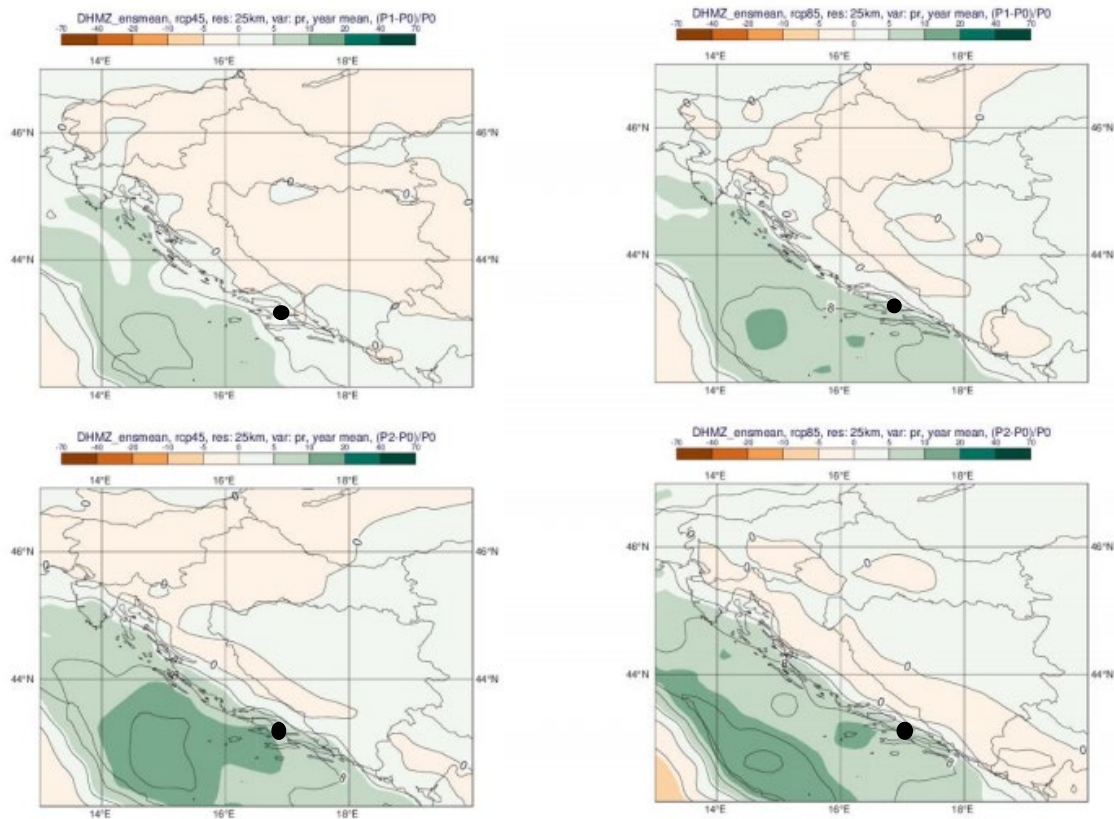 DHMZ_ensmean, rcp45, res: 25km, var: pr, year mean, (P1-P0)/P0
-70 -40 -20 -10 -5 0 5 10 20 40 70
14°E 16°E 18°E
46°N 46°N
44°N 44°N
14°E 16°E 18°E
DHMZ_ensmean, rcp85, res: 25km, var: pr, year mean, (P1-P0)/P0
-70 -40 -20 -10 -5 0 5 10 20 40 70
14°E 16°E 18°E
46°N 46°N
44°N 44°N
8
14°E 16°E 18°E
DHMZ_ensmean, rcp45, res: 25km, var: pr, year mean, (P2-P0)/P0
-70 -40 -20 -10 -5 0 5 10 20 40 70
14°E 16°E 18°E
46°N 46°N
44°N 44°N
14°E 16°E 18°E
DHMZ_ensmean, rcp85, res: 25km, var: pr, year mean, (P2-P0)/P0
-70 -40 -20 -10 -5 0 5 10 20 40 70
14°E 16°E 18°E
46°N 46°N
44°N 44°N
14°E 16°E 18°E